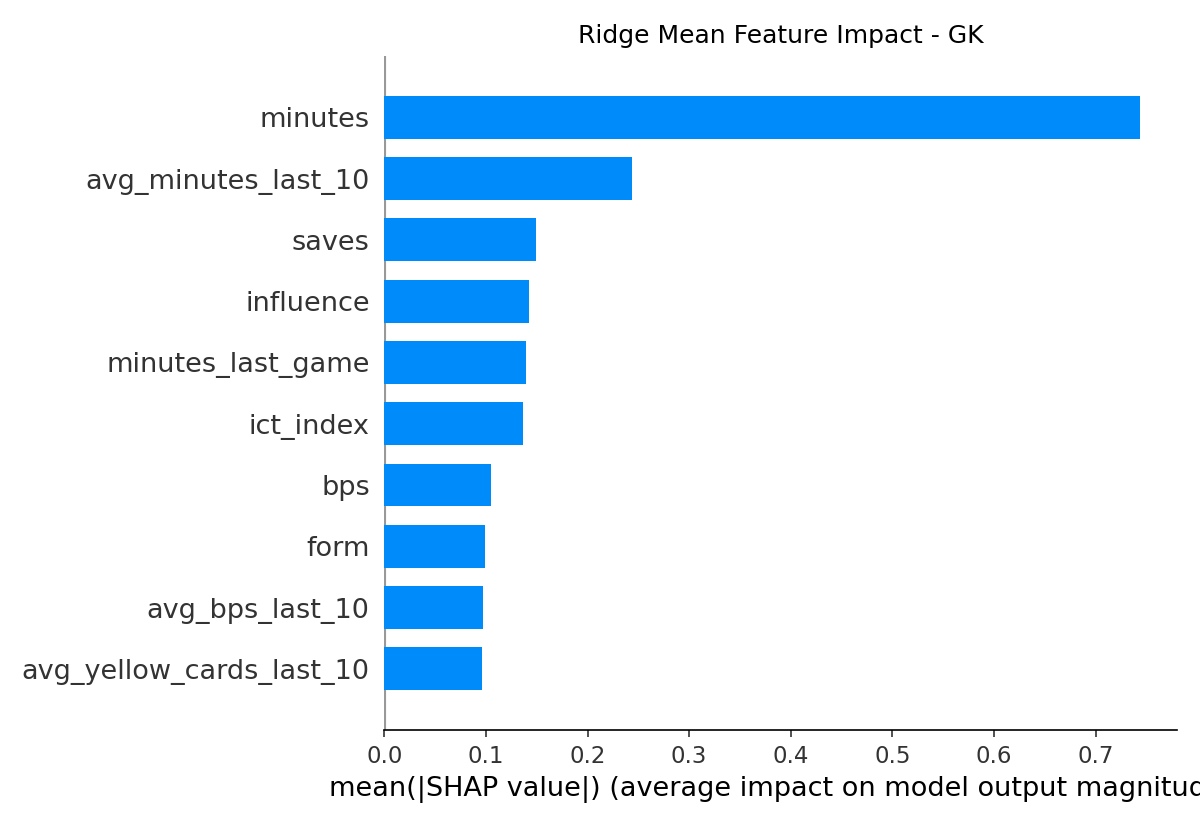 Ridge Mean Feature Impact - GK
minutes
avg_minutes_last_10
saves
influence
minutes_last_game
ict_index
bps
form
avg_bps_last_10
avg_yellow_cards_last_10
0.0 0.1 0.2 0.3 0.4 0.5 0.6 0.7
mean(|SHAP value|) (average impact on model output magnitud